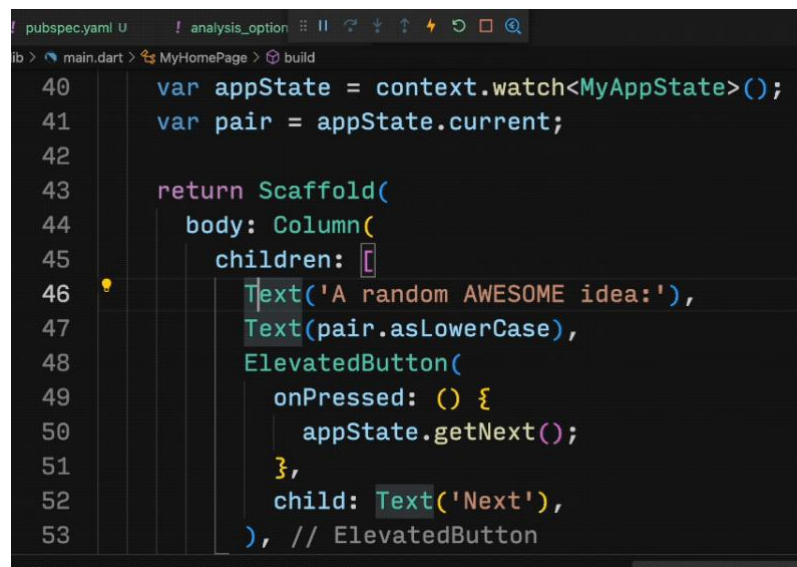 ! pubspec.yaml U ! analysis_option
ib > main.dart > MyHomePage > build
40 var appState = context.watch<MyAppState>();
41 var pair = appState.current;
42
43 return Scaffold(
44 body: Column(
45 children: [
46 Text('A random AWESOME idea:'),
47 Text(pair.asLowerCase),
48 ElevatedButton(
49 onPressed: () {
50 appState.getNext();
51 },
52 child: Text('Next'),
53 ), // ElevatedButton